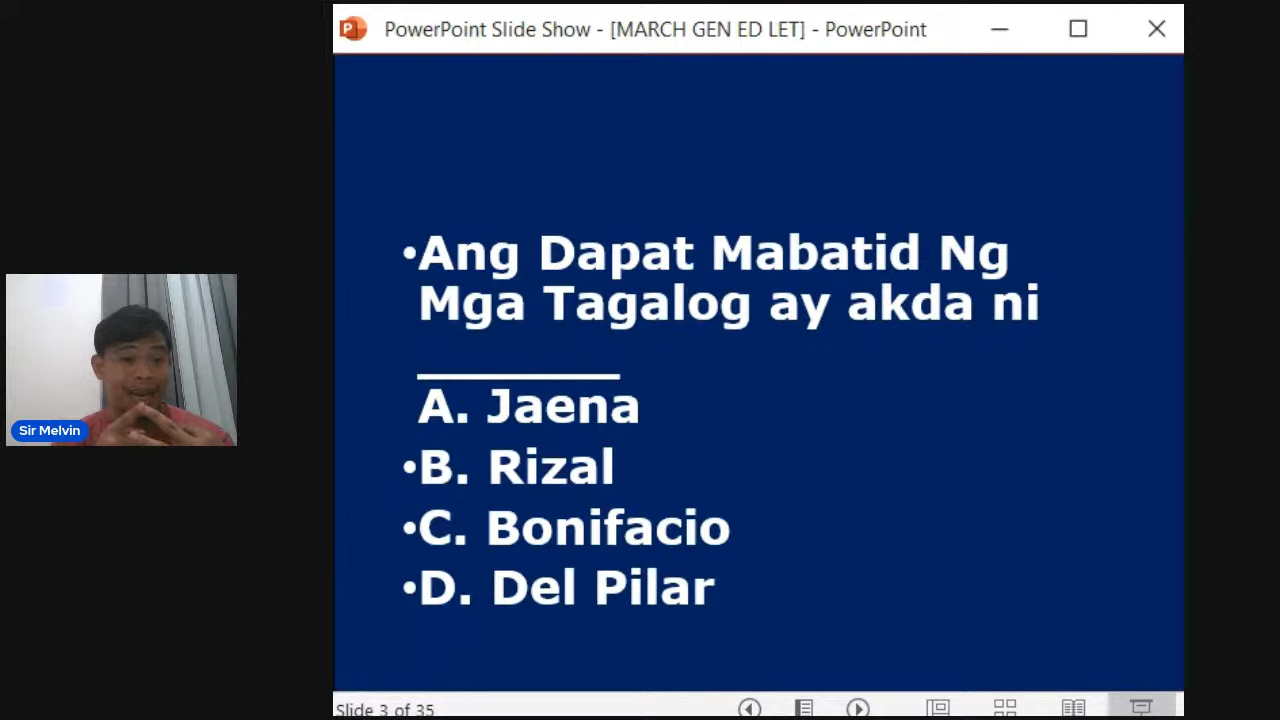 PowerPoint Slide Show - [MARCH GEN ED LET] - PowerPoint
•Ang Dapat Mabatid Ng
Mga Tagalog ay akda ni
________
A. Jaena
•B. Rizal
•C. Bonifacio
•D. Del Pilar
Sir Melvin
Slide 3 of 35